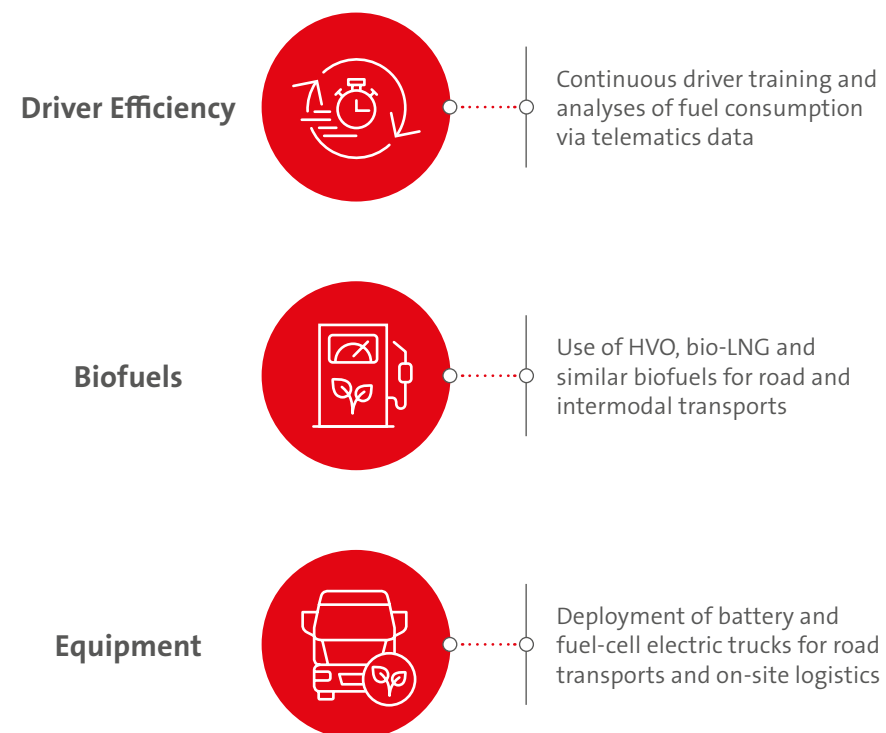 Driver Efficiency
Continuous driver training and
analyses of fuel consumption
via telematics data
Biofuels
Use of HVO, bio-LNG and
similar biofuels for road and
intermodal transports
Equipment
Deployment of battery and
fuel-cell electric trucks for road
transports and on-site logistics